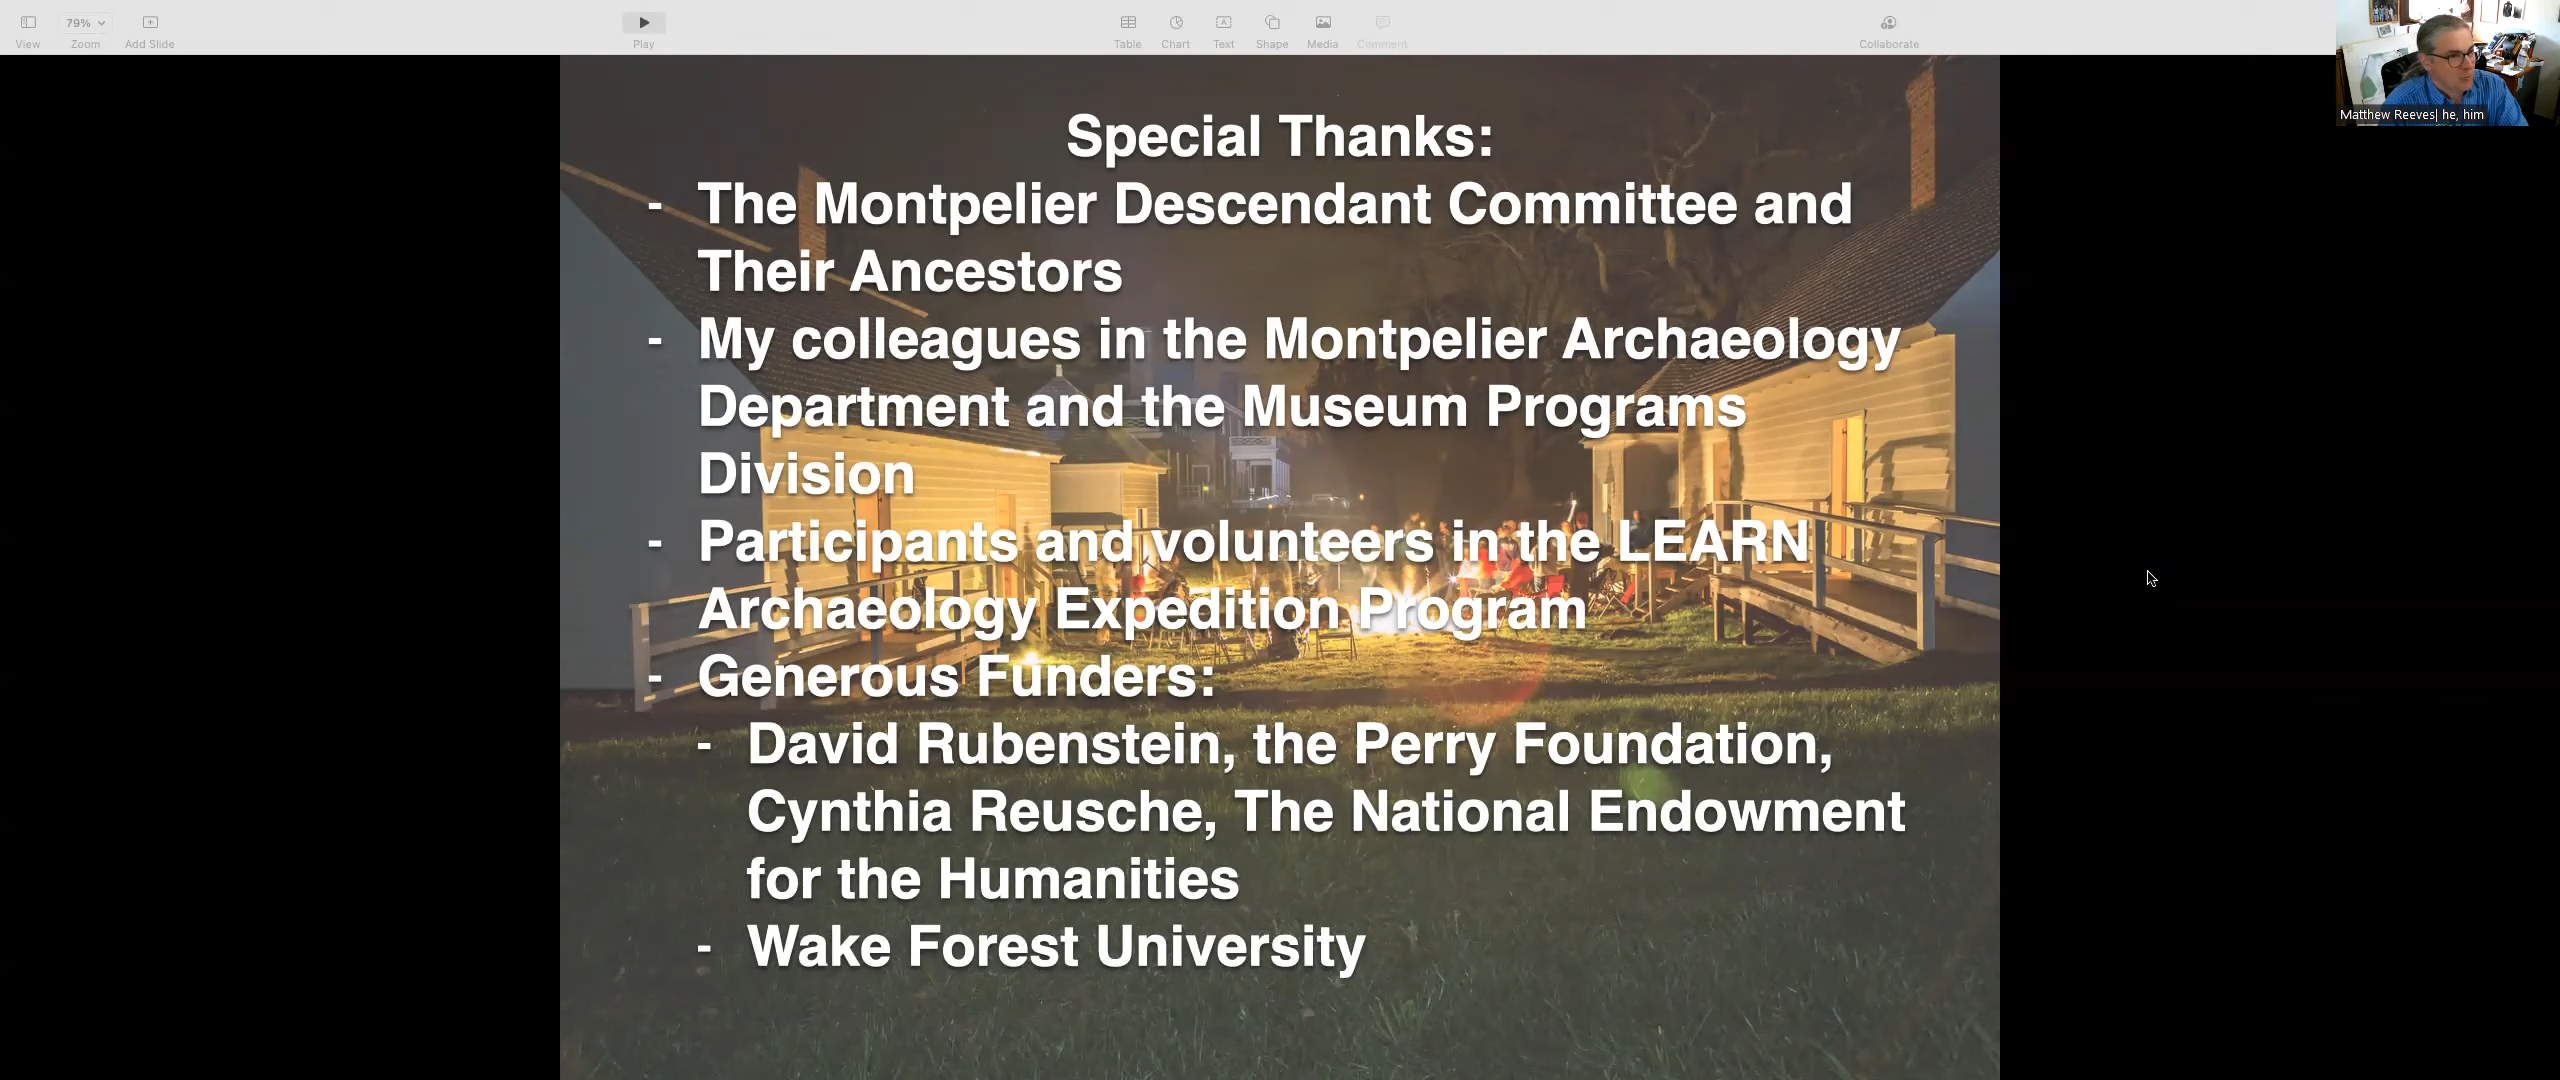 79%
View
Zoom
Add Slide
Play
Table
Chart
Text
Shape
Media
Comment
Collaborate
Matthew Reeves| he, him
Special Thanks:
- The Montpelier Descendant Committee and
Their Ancestors
- My colleagues in the Montpelier Archaeology
Department and the Museum Programs
Division
- Participants and volunteers in the LEARN
Archaeology Expedition Program
- Generous Funders:
- David Rubenstein, the Perry Foundation,
Cynthia Reusche, The National Endowment
for the Humanities
- Wake Forest University